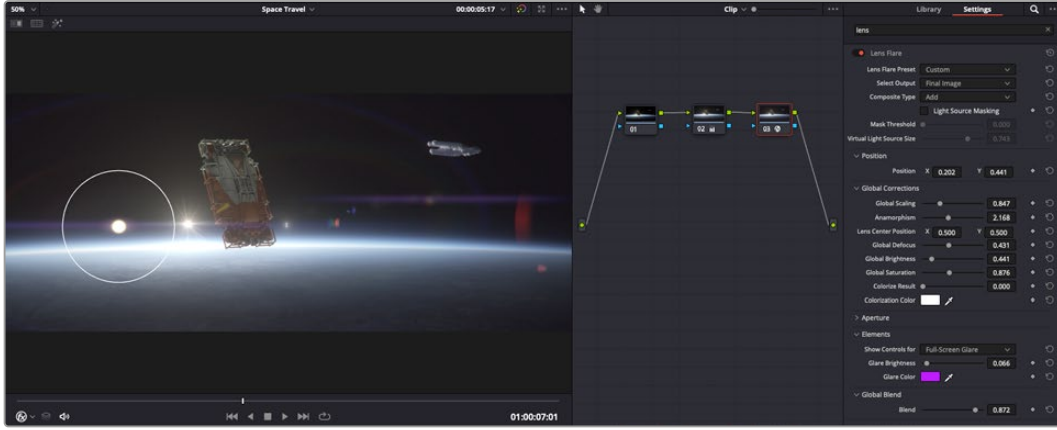 50% Space Travel 00:00:05:17 Clip Library Settings
lens
Lens Flare
Lens Flare Preset Custom
Select Output Final Image
Composite Type Add
Light Source Masking
Mask Threshold 0.000
Virtual Light Source Size 0.743
Position
Position X 0.202 Y 0.441
Global Corrections
Global Scaling 0.847
Anamorphism 2.168
Lens Center Position X 0.500 Y 0.500
Global Defocus 0.431
Global Brightness 0.441
Global Saturation 0.876
Colorize Result 0.000
Colorization Color
Aperture
Elements
Show Controls for Full-Screen Glare
Glare Brightness 0.066
Glare Color
Global Blend
Blend 0.872
01 02 03
01:00:07:01